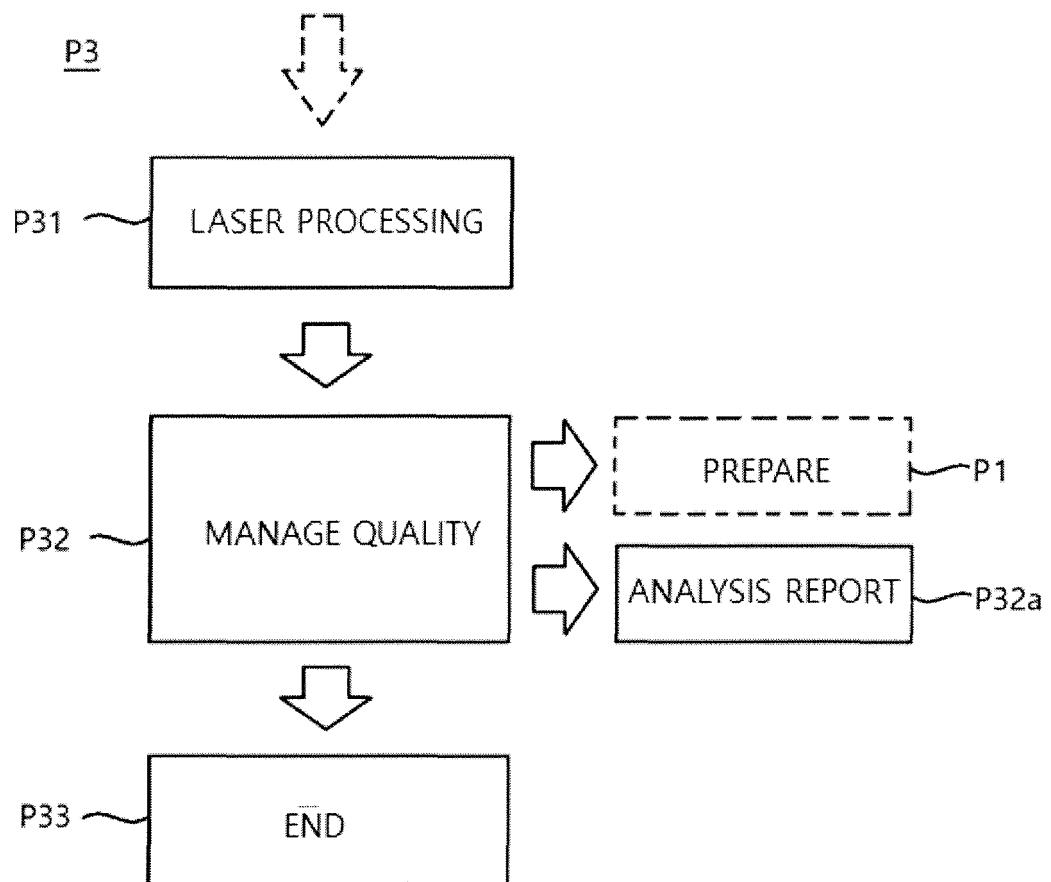 P3
P31 LASER PROCESSING
PREPARE P1
P32 MANAGE QUALITY
ANALYSIS REPORT P32a
P33 END